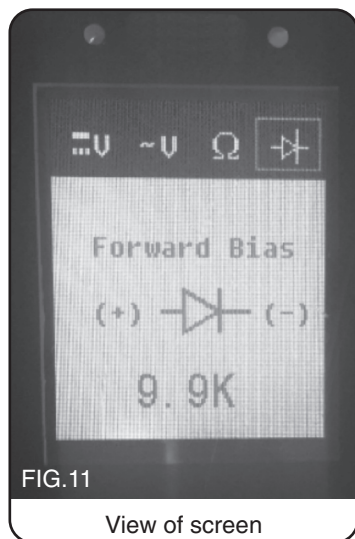 V ~V Ω
Forward Bias
(+) (-)
9.9K
FIG.11
View of screen